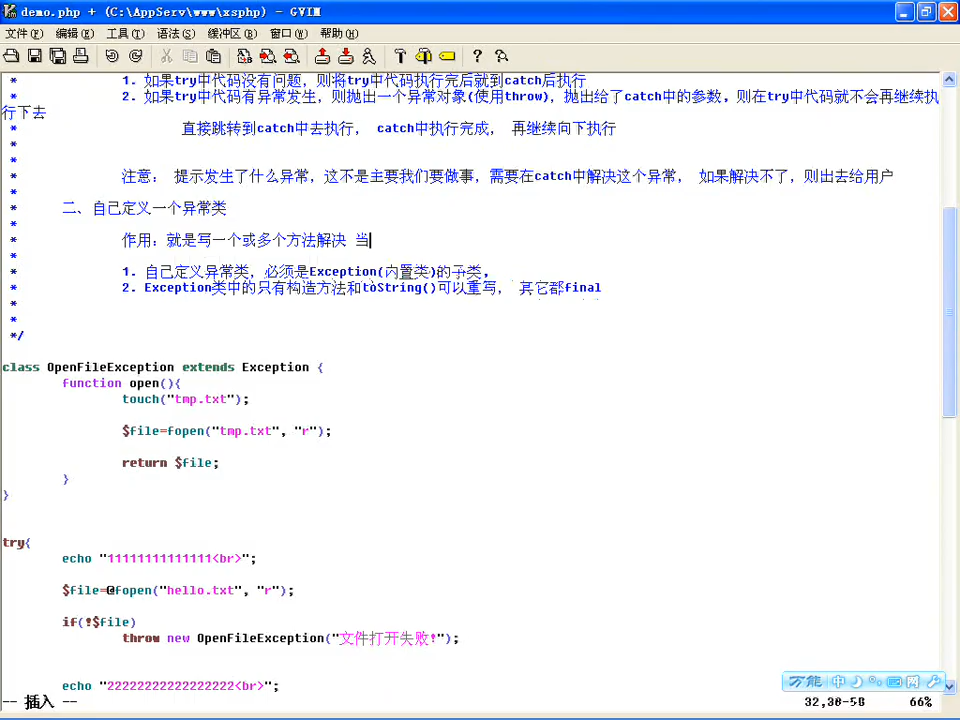 demo.php + (C:\AppServ\www\xsphp) - GVIM
文件(F) 编辑(E) 工具(T) 语法(S) 缓冲区(B) 窗口(W) 帮助(H)
* 1. 如果try中代码没有问题，则将try中代码执行完后就到catch后执行
* 2. 如果try中代码有异常发生，则抛出一个异常对象(使用throw)，抛出给了catch中的参数，则在try中代码就不会再继续执
行下去
* 直接跳转到catch中去执行， catch中执行完成， 再继续向下执行
*
*
* 注意： 提示发生了什么异常，这不是主要我们要做事，需要在catch中解决这个异常， 如果解决不了，则出去给用户
*
* 二、自己定义一个异常类
*
* 作用：就是写一个或多个方法解决 当
*
* 1. 自己定义异常类，必须是Exception(内置类)的子类，
* 2. Exception类中的只有构造方法和toString()可以重写， 其它都final
*
*
*/
class OpenFileException extends Exception {
function open(){
touch("tmp.txt");
$file=fopen("tmp.txt", "r");
return $file;
}
}
try{
echo "11111111111111<br>";
$file=@fopen("hello.txt", "r");
if(!$file)
throw new OpenFileException("文件打开失败!");
echo "22222222222222222<br>";
万能 中
-- 插入 -- 32,38-58 66%